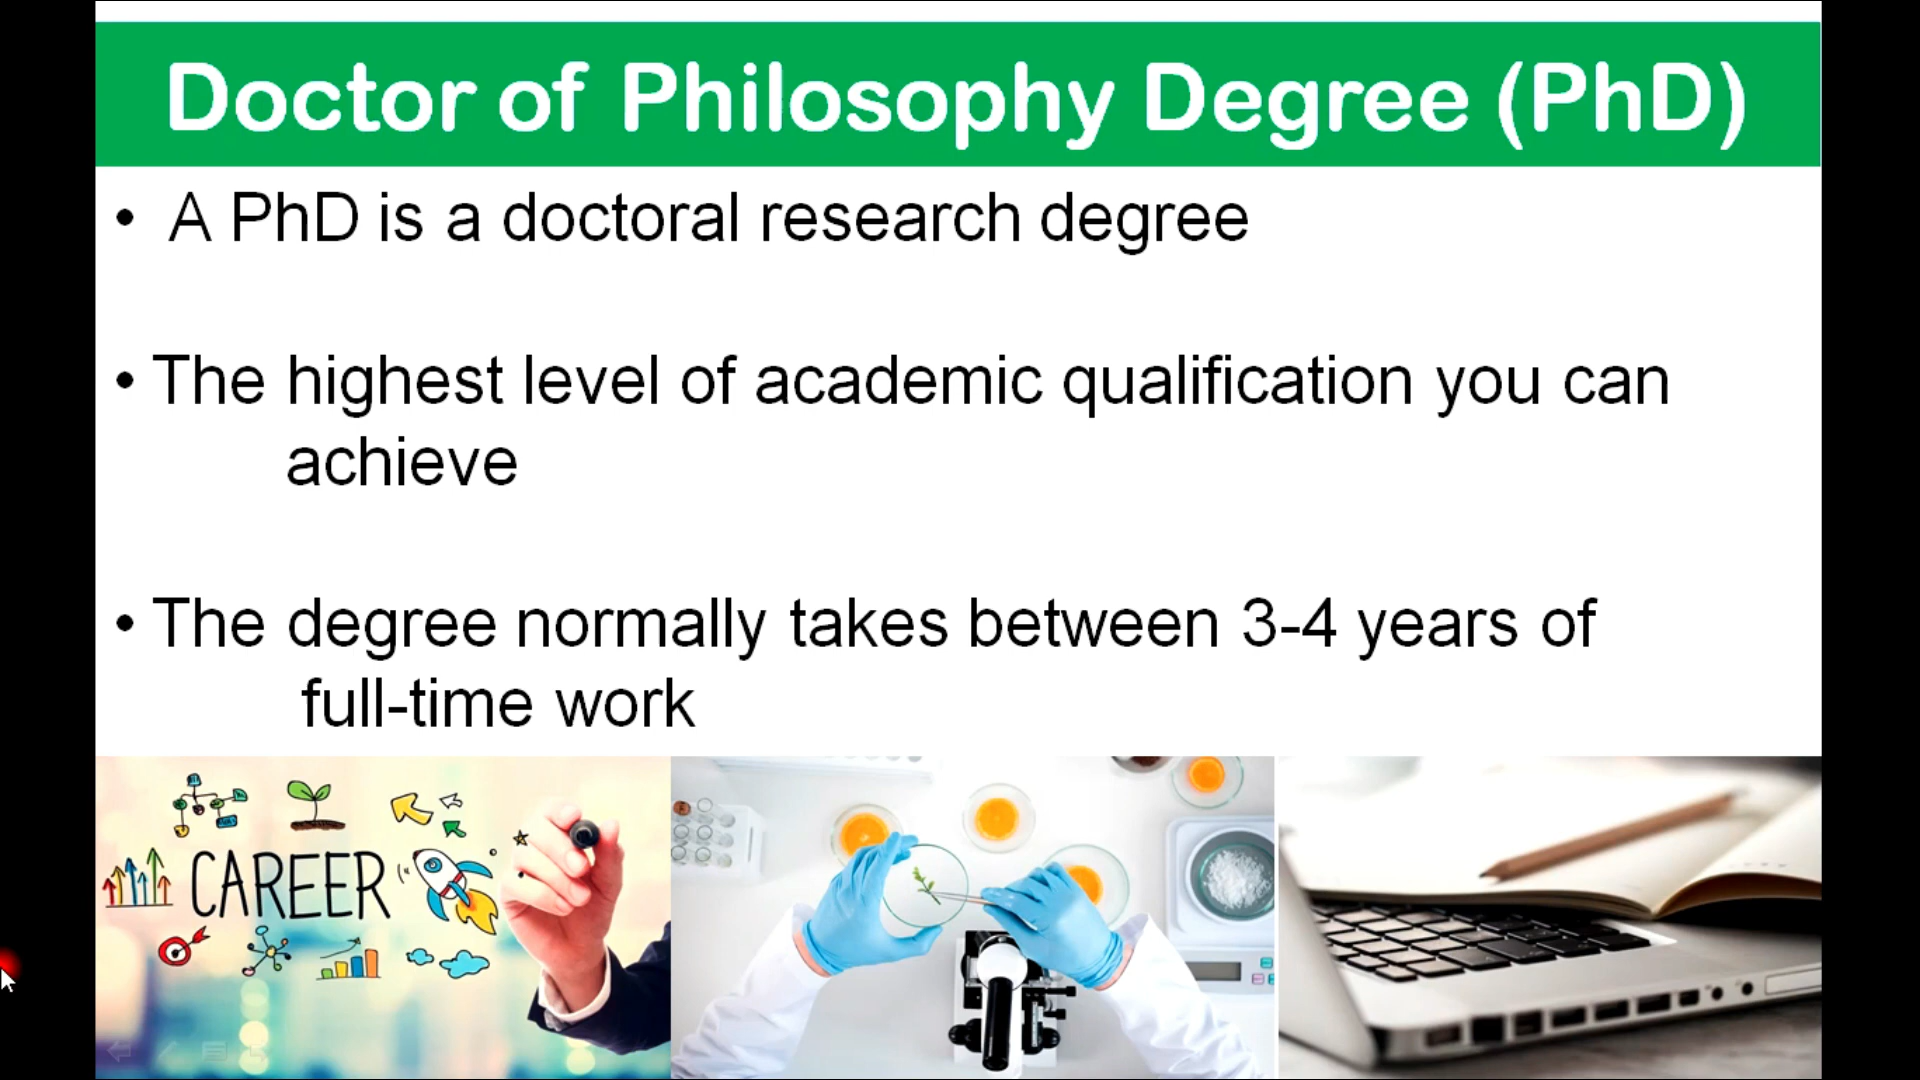 Doctor of Philosophy Degree (PhD)
• A PhD is a doctoral research degree
• The highest level of academic qualification you can
achieve
• The degree normally takes between 3-4 years of
full-time work
CAREER